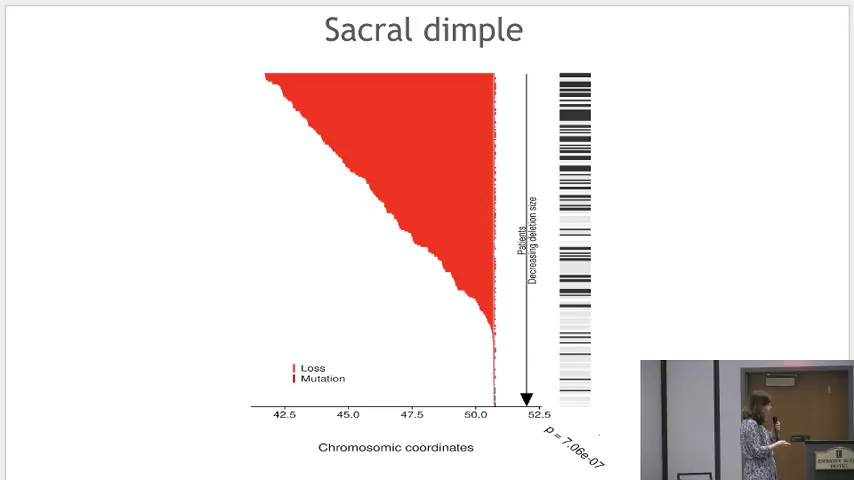 Sacral dimple
Patients
Decreasing deletion size
Loss
Mutation
42.5 45.0 47.5 50.0 52.5
p = 7.06e-07
Chromosomic coordinates
HOTEL